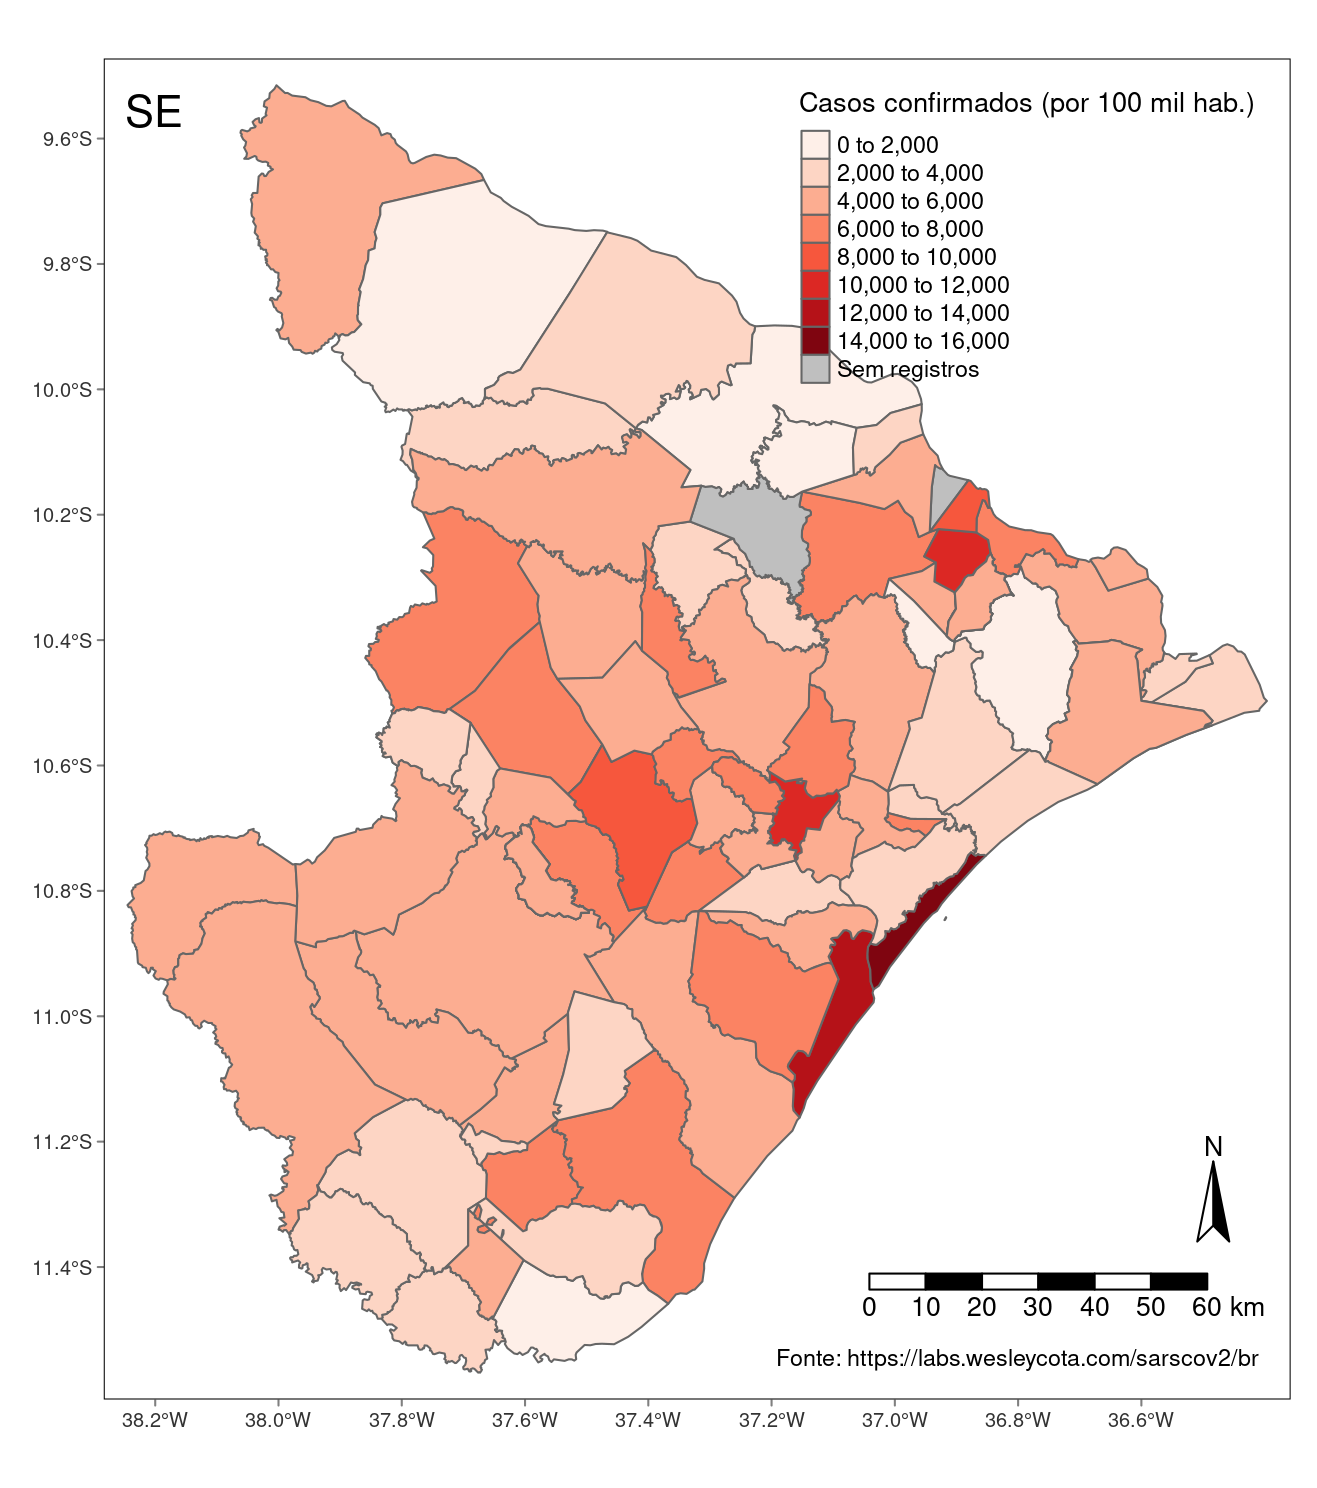 SE
Casos confirmados (por 100 mil hab.)
0 to 2,000
2,000 to 4,000
4,000 to 6,000
6,000 to 8,000
8,000 to 10,000
10,000 to 12,000
12,000 to 14,000
14,000 to 16,000
Sem registros
9.6°S
9.8°S
10.0°S
10.2°S
10.4°S
10.6°S
10.8°S
11.0°S
11.2°S
11.4°S
N
0 10 20 30 40 50 60 km
Fonte: https://labs.wesleycota.com/sarscov2/br
38.2°W 38.0°W 37.8°W 37.6°W 37.4°W 37.2°W 37.0°W 36.8°W 36.6°W